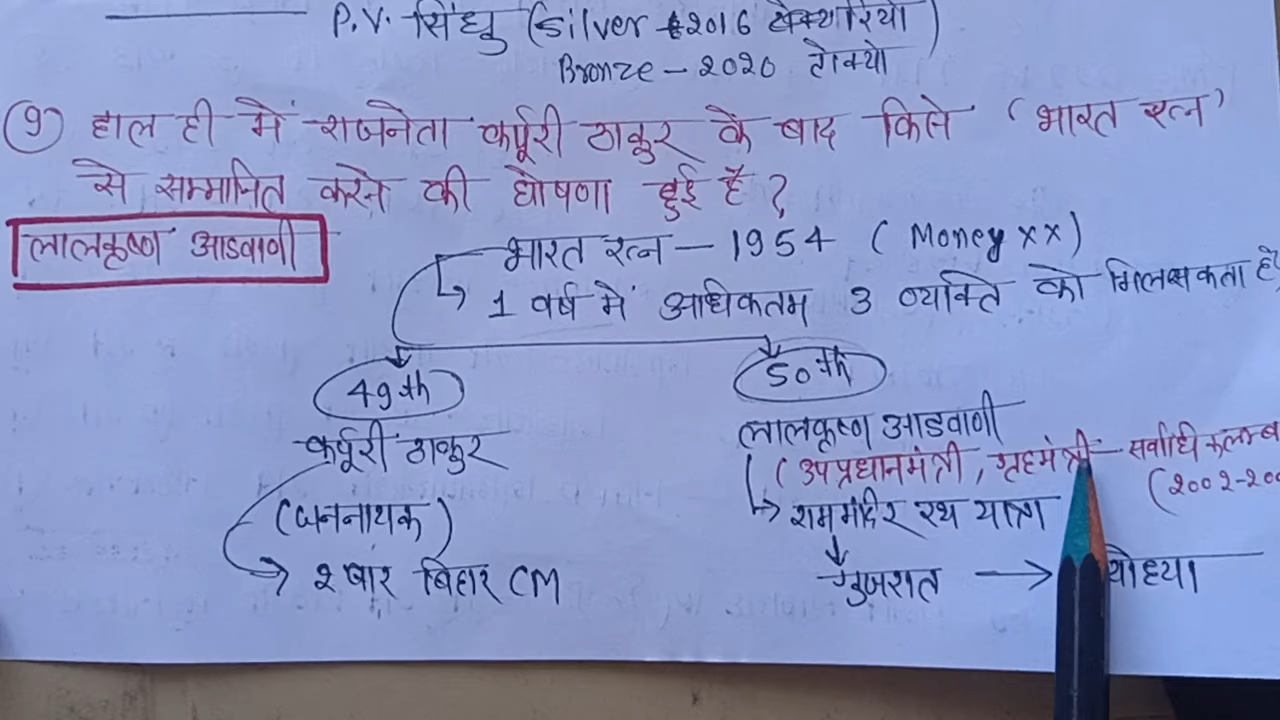 P.V. सिंधु (Silver 2016
Bronze - 2020 टोक्यो
9) हाल ही में राजनेता कर्पूरी ठाकुर के बाद किसे 'भारत रत्न'
से सम्मानित करने की घोषणा हुई है?
लालकृष्ण आडवाणी
भारत रत्न - 1954 (Money xx)
→ 1 वर्ष में अधिकतम 3 व्यक्ति को मिल सकता है
49th
50th
कर्पूरी ठाकुर
लालकृष्ण आडवाणी
(उपप्रधानमंत्री, गृहमंत्री - सर्वाधिक
(2002-200
(जननायक)
→ राम मंदिर रथ यात्रा
→ 2 बार बिहार CM
गुजरात → योध्या